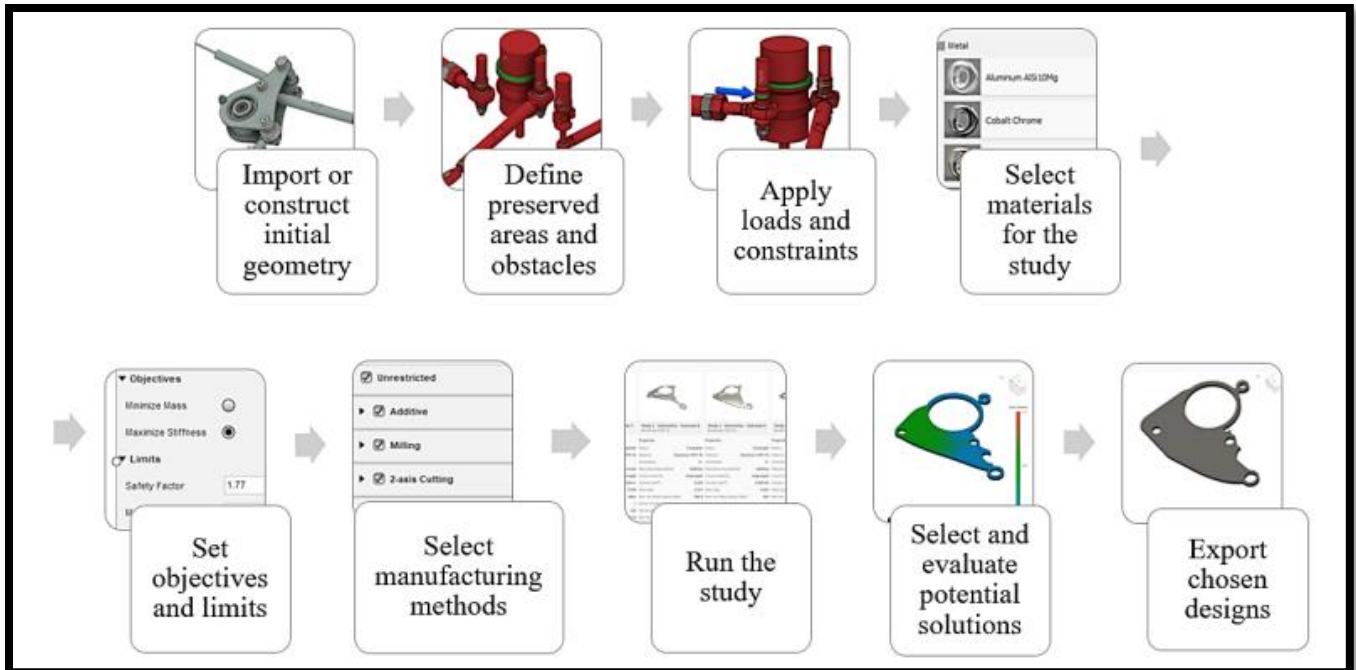 Metal
Aluminum AlSi10Mg
Cobalt Chrome
Import or
construct
initial
geometry
Define
preserved
areas and
obstacles
Apply
loads and
constraints
Select
materials
for the
study
Objectives
Minimize Mass
Maximize Stiffness
Limits
Safety Factor 1.77
Set
objectives
and limits
Unrestricted
Additive
Milling
2-axis Cutting
Select
manufacturing
methods
Run the
study
Select and
evaluate
potential
solutions
Export
chosen
designs